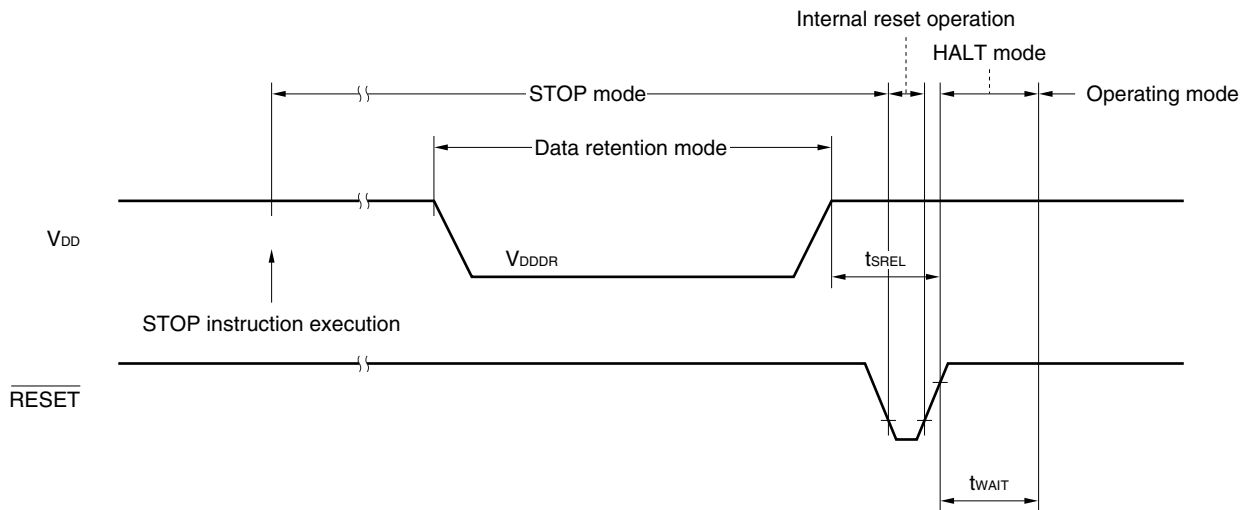 Internal reset operation
HALT mode
STOP mode
Operating mode
Data retention mode
VDD
VDDDR
tSREL
STOP instruction execution
RESET
tWAIT